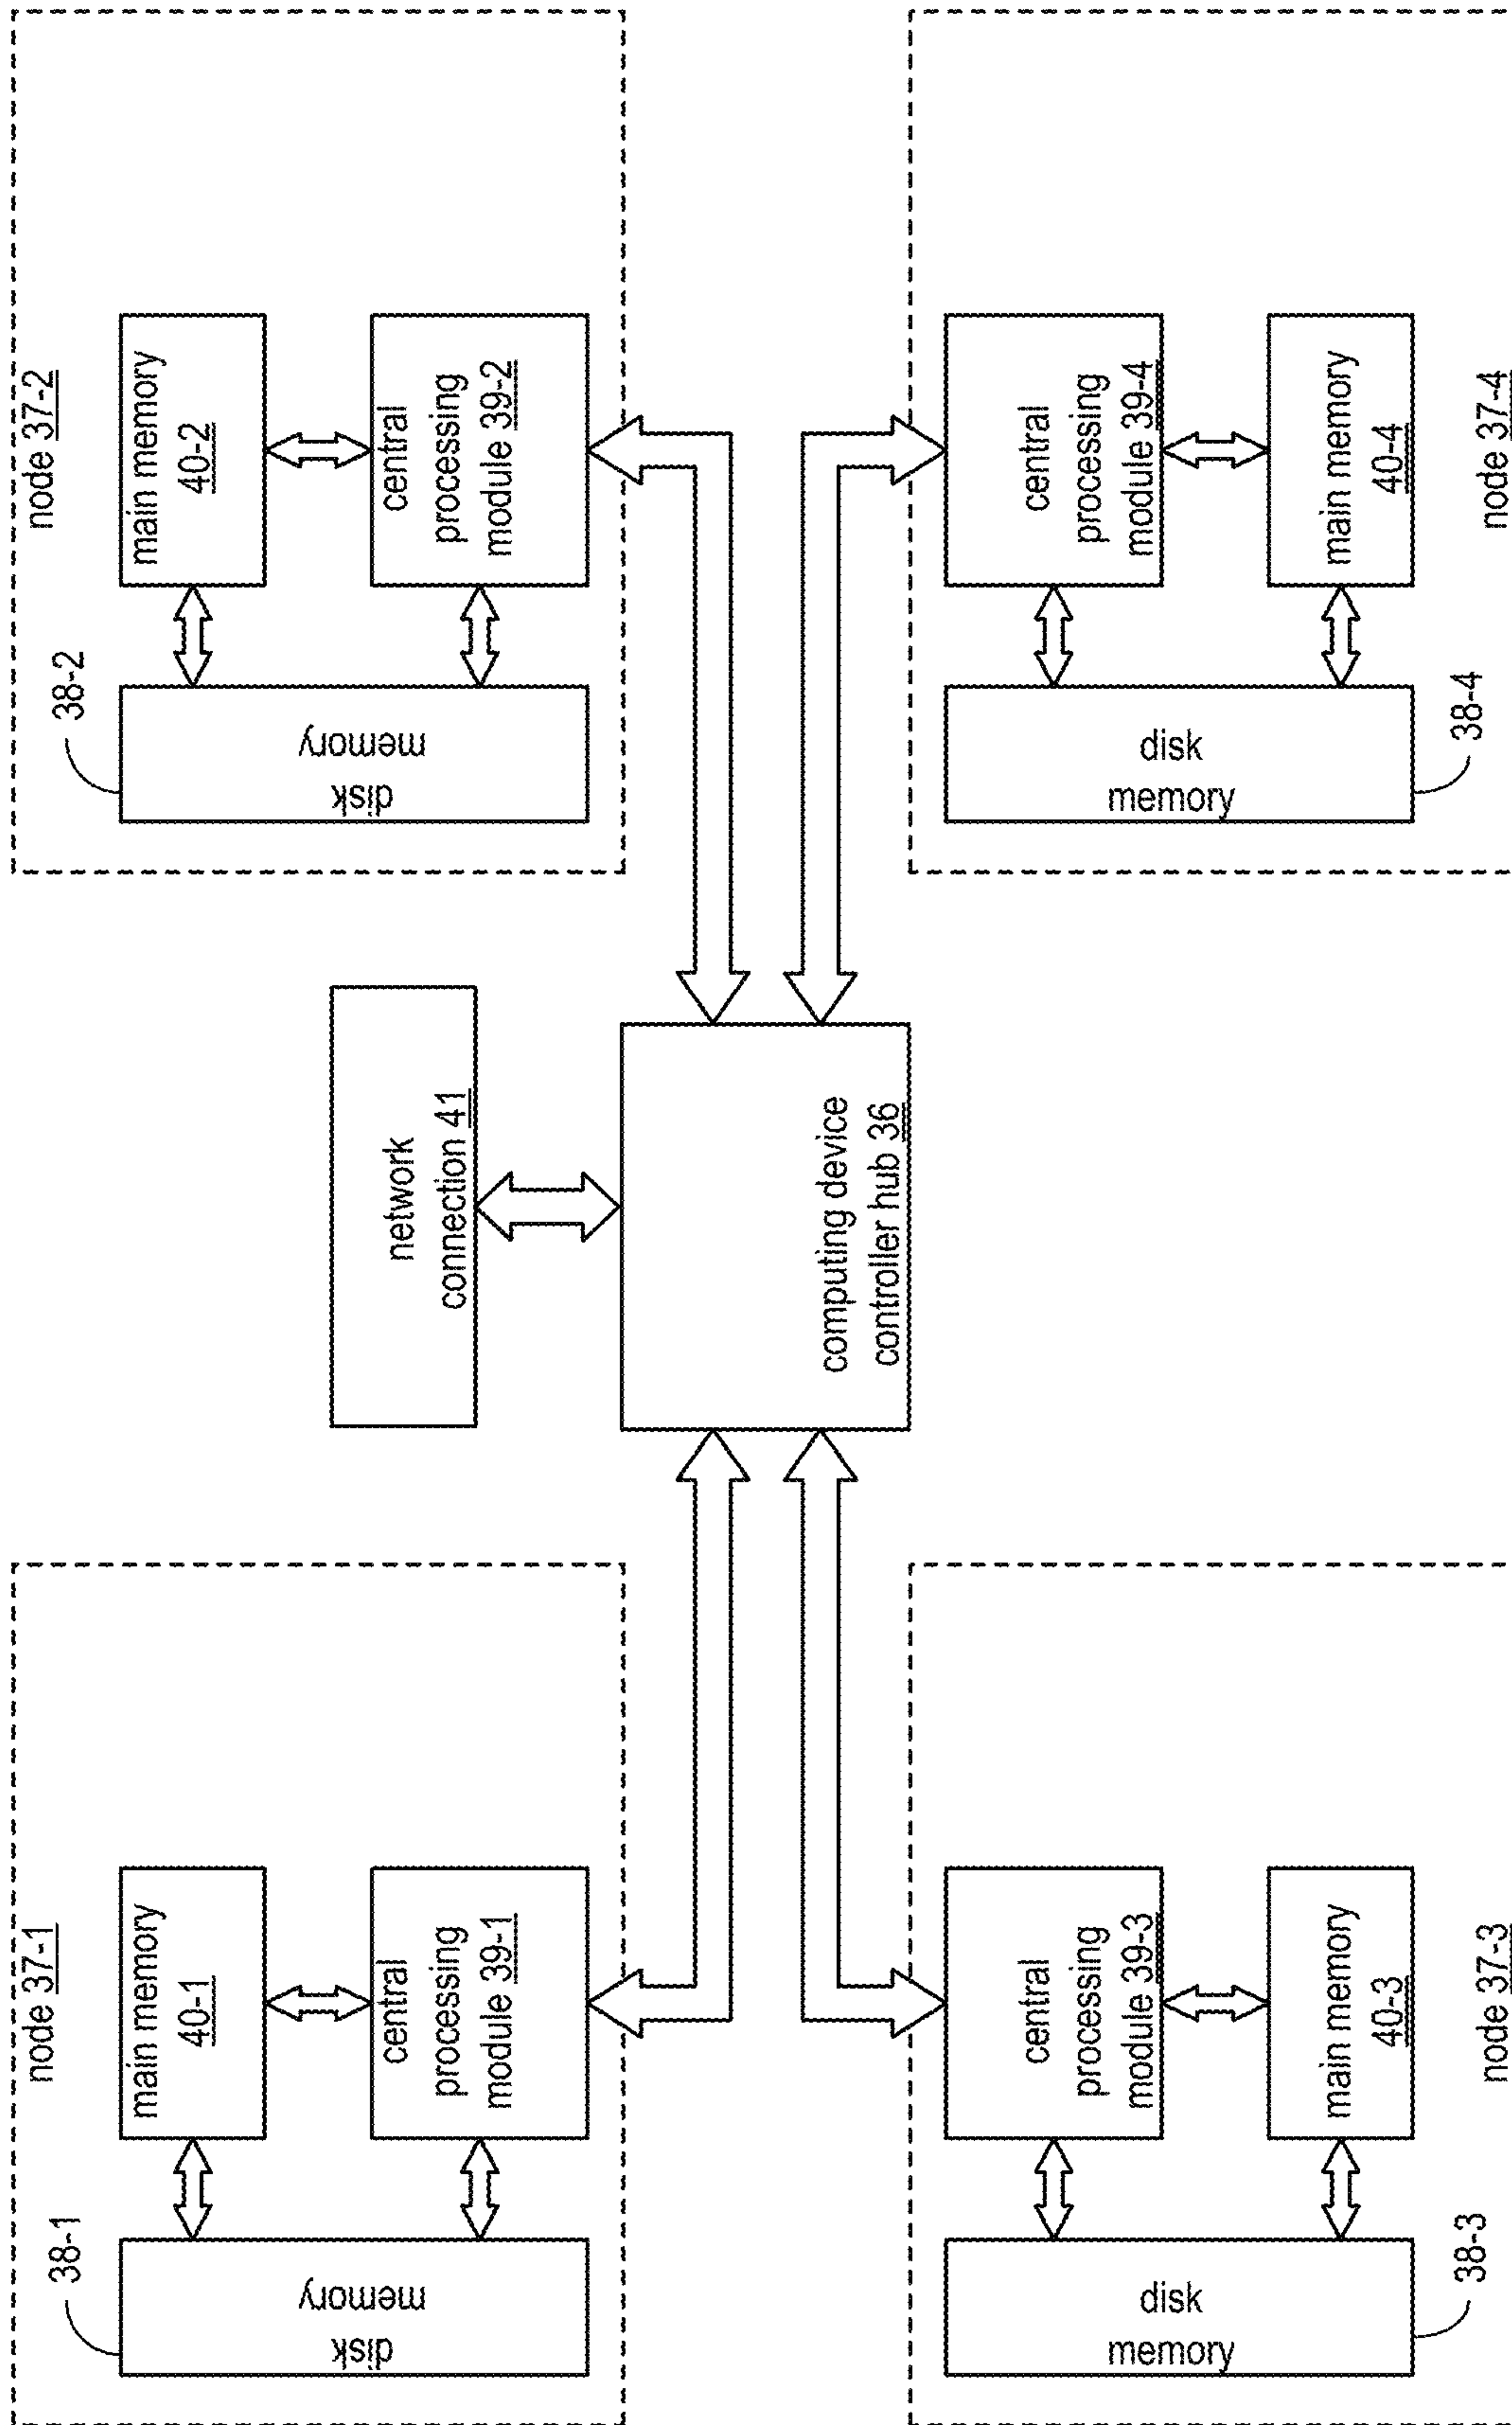 node 37-1
main memory
40-1
central
processing
module 39-1
38-1
disk
memory
node 37-2
main memory
40-2
central
processing
module 39-2
38-2
disk
memory
network
connection 41
computing device
controller hub 36
central
processing
module 39-3
main memory
40-3
node 37-3
disk
memory
38-3
central
processing
module 39-4
main memory
40-4
node 37-4
disk
memory
38-4